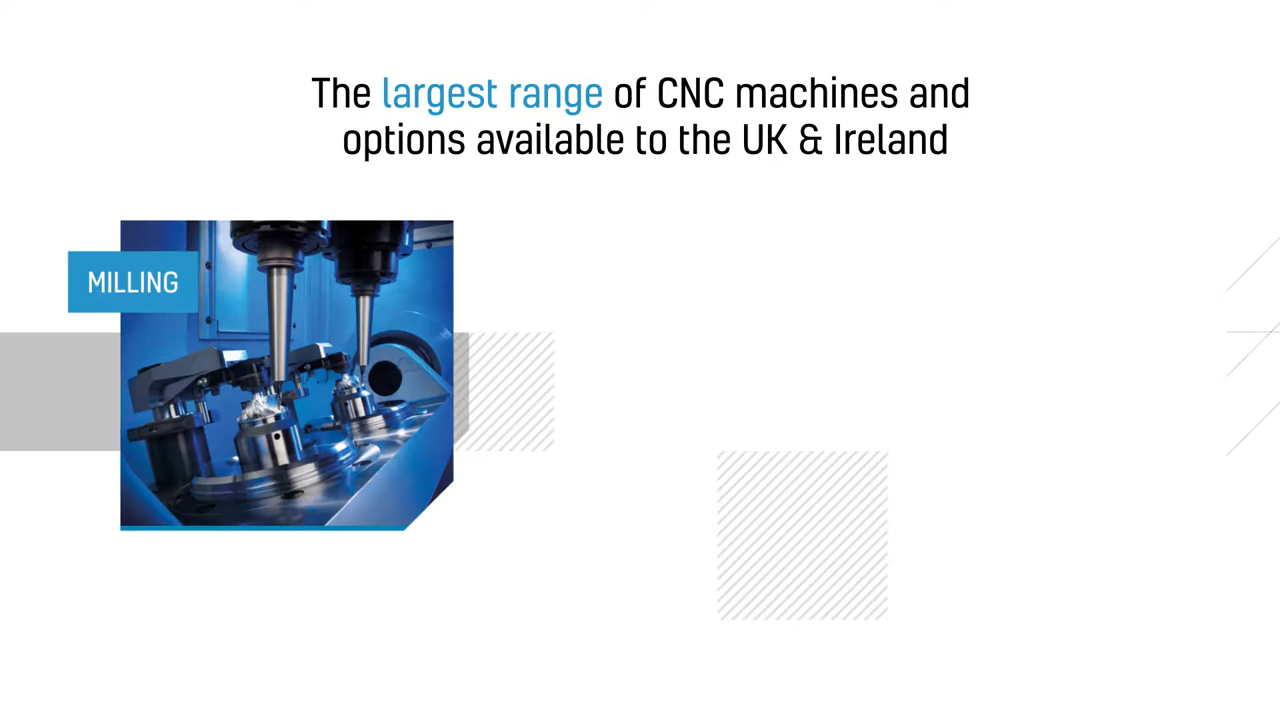 The largest range of CNC machines and
options available to the UK & Ireland
MILLING